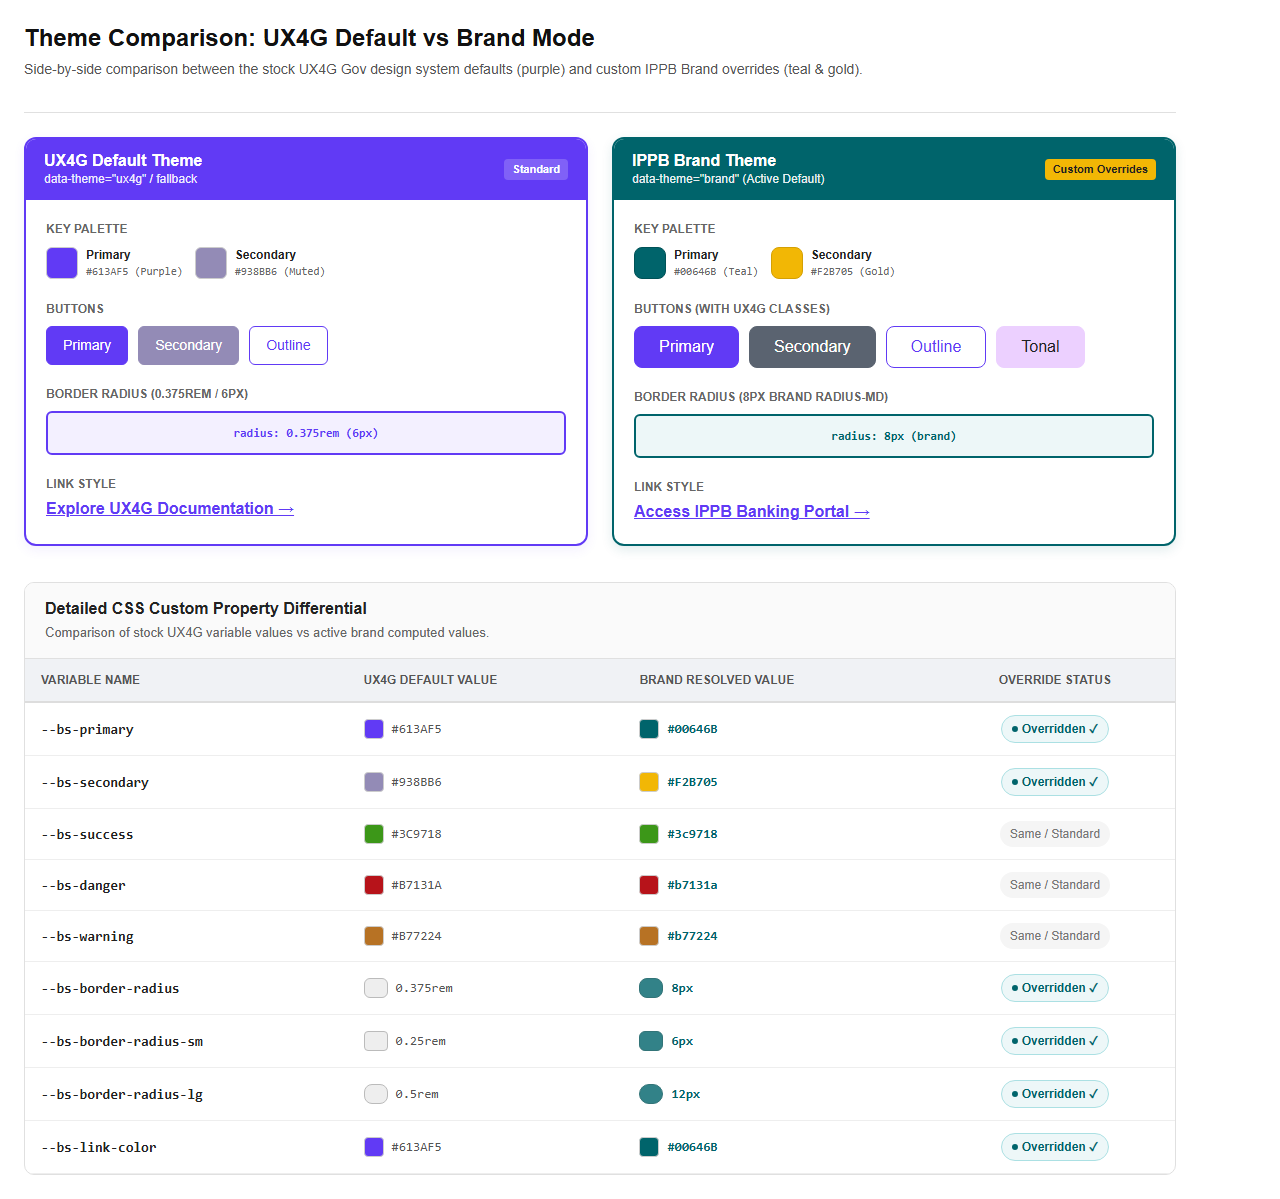 Theme Comparison: UX4G Default vs Brand Mode
Side-by-side comparison between the stock UX4G Gov design system defaults (purple) and custom IPPB Brand overrides (teal & gold).
UX4G Default Theme
data-theme="ux4g" / fallback
Standard
KEY PALETTE
Primary
#613AF5 (Purple)
Secondary
#938BB6 (Muted)
BUTTONS
Primary
Secondary
Outline
BORDER RADIUS (0.375REM / 6PX)
radius: 0.375rem (6px)
LINK STYLE
Explore UX4G Documentation →
IPPB Brand Theme
data-theme="brand" (Active Default)
Custom Overrides
KEY PALETTE
Primary
#00646B (Teal)
Secondary
#F2B705 (Gold)
BUTTONS (WITH UX4G CLASSES)
Primary
Secondary
Outline
Tonal
BORDER RADIUS (8PX BRAND RADIUS-MD)
radius: 8px (brand)
LINK STYLE
Access IPPB Banking Portal →
Detailed CSS Custom Property Differential
Comparison of stock UX4G variable values vs active brand computed values.
VARIABLE NAME UX4G DEFAULT VALUE BRAND RESOLVED VALUE OVERRIDE STATUS
--bs-primary #613AF5 #00646B ● Overridden ✓
--bs-secondary #938BB6 #F2B705 ● Overridden ✓
--bs-success #3C9718 #3c9718 Same / Standard
--bs-danger #B7131A #b7131a Same / Standard
--bs-warning #B77224 #b77224 Same / Standard
--bs-border-radius 0.375rem 8px ● Overridden ✓
--bs-border-radius-sm 0.25rem 6px ● Overridden ✓
--bs-border-radius-lg 0.5rem 12px ● Overridden ✓
--bs-link-color #613AF5 #00646B ● Overridden ✓